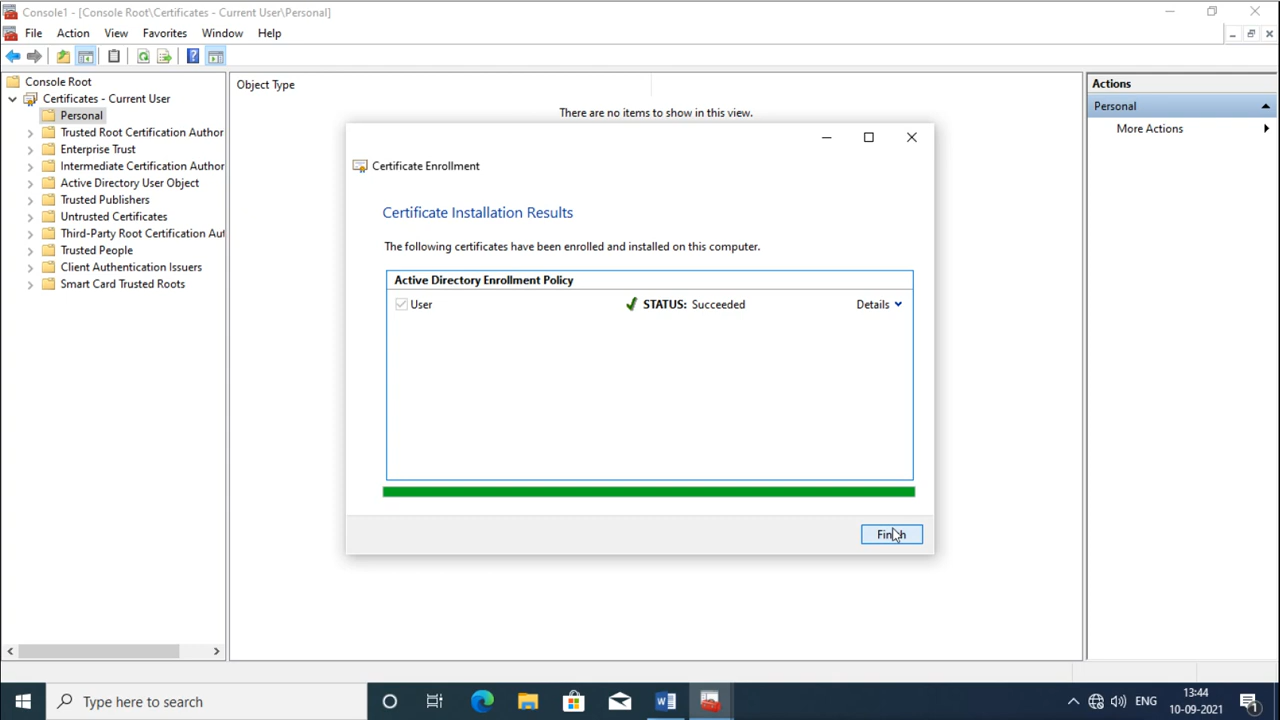 Console1 - [Console Root\Certificates - Current User\Personal]
File Action View Favorites Window Help
Console Root
Certificates - Current User
Personal
Trusted Root Certification Author
Enterprise Trust
Intermediate Certification Author
Active Directory User Object
Trusted Publishers
Untrusted Certificates
Third-Party Root Certification Aut
Trusted People
Client Authentication Issuers
Smart Card Trusted Roots
Object Type
There are no items to show in this view.
Certificate Enrollment
Certificate Installation Results
The following certificates have been enrolled and installed on this computer.
Active Directory Enrollment Policy
User STATUS: Succeeded Details
Finish
Actions
Personal
More Actions
Type here to search
ENG
13:44
10-09-2021
1